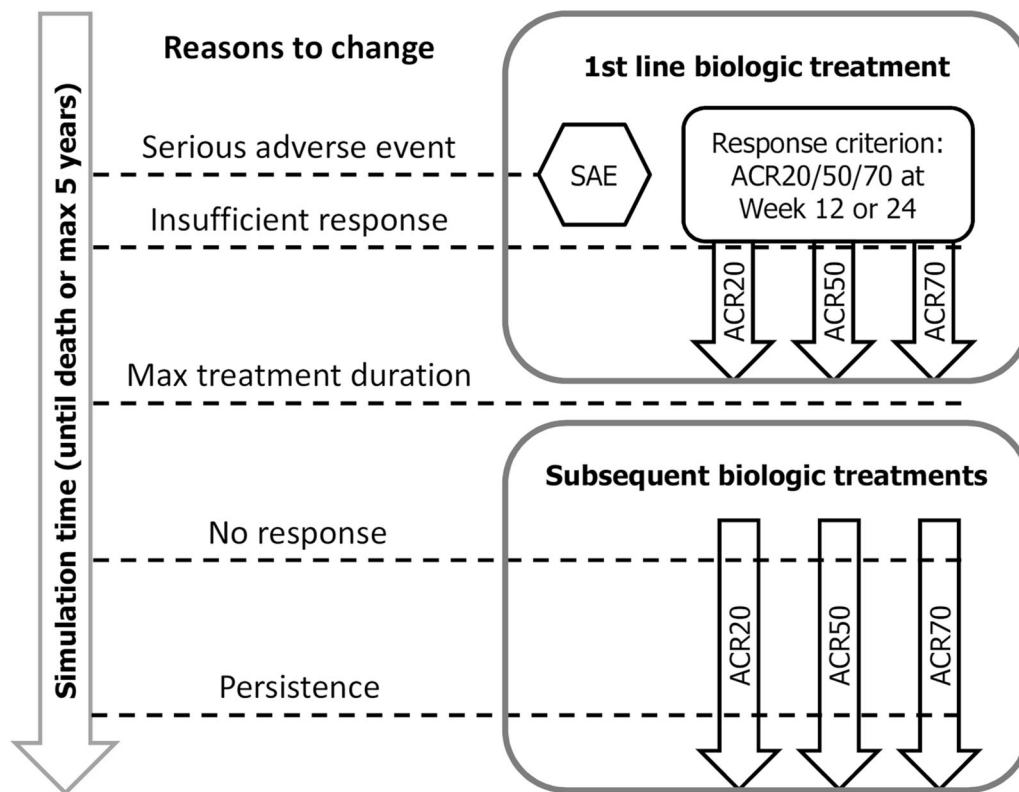 Simulation time (until death or max 5 years)
Reasons to change
Serious adverse event
Insufficient response
Max treatment duration
No response
Persistence
1st line biologic treatment
SAE
Response criterion:
ACR20/50/70 at
Week 12 or 24
ACR20
ACR50
ACR70
Subsequent biologic treatments
ACR20
ACR50
ACR70